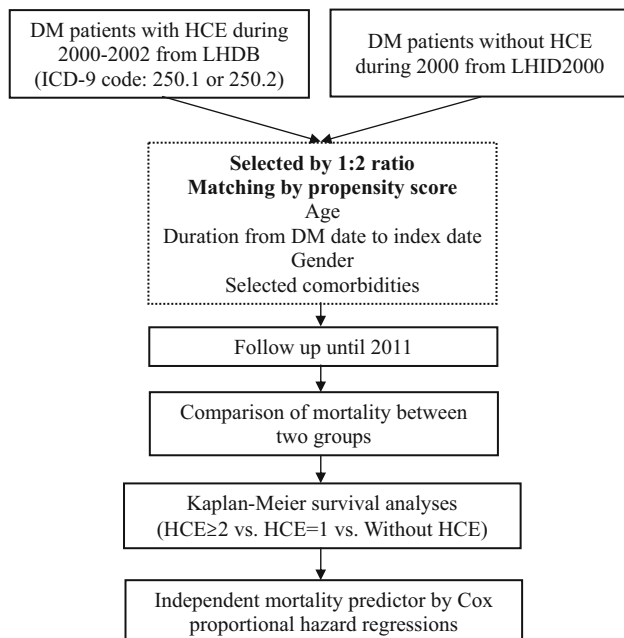 DM patients with HCE during
2000-2002 from LHDB
(ICD-9 code: 250.1 or 250.2)
DM patients without HCE
during 2000 from LHID2000
Selected by 1:2 ratio
Matching by propensity score
Age
Duration from DM date to index date
Gender
Selected comorbidities
Follow up until 2011
Comparison of mortality between
two groups
Kaplan-Meier survival analyses
(HCE≥2 vs. HCE=1 vs. Without HCE)
Independent mortality predictor by Cox
proportional hazard regressions